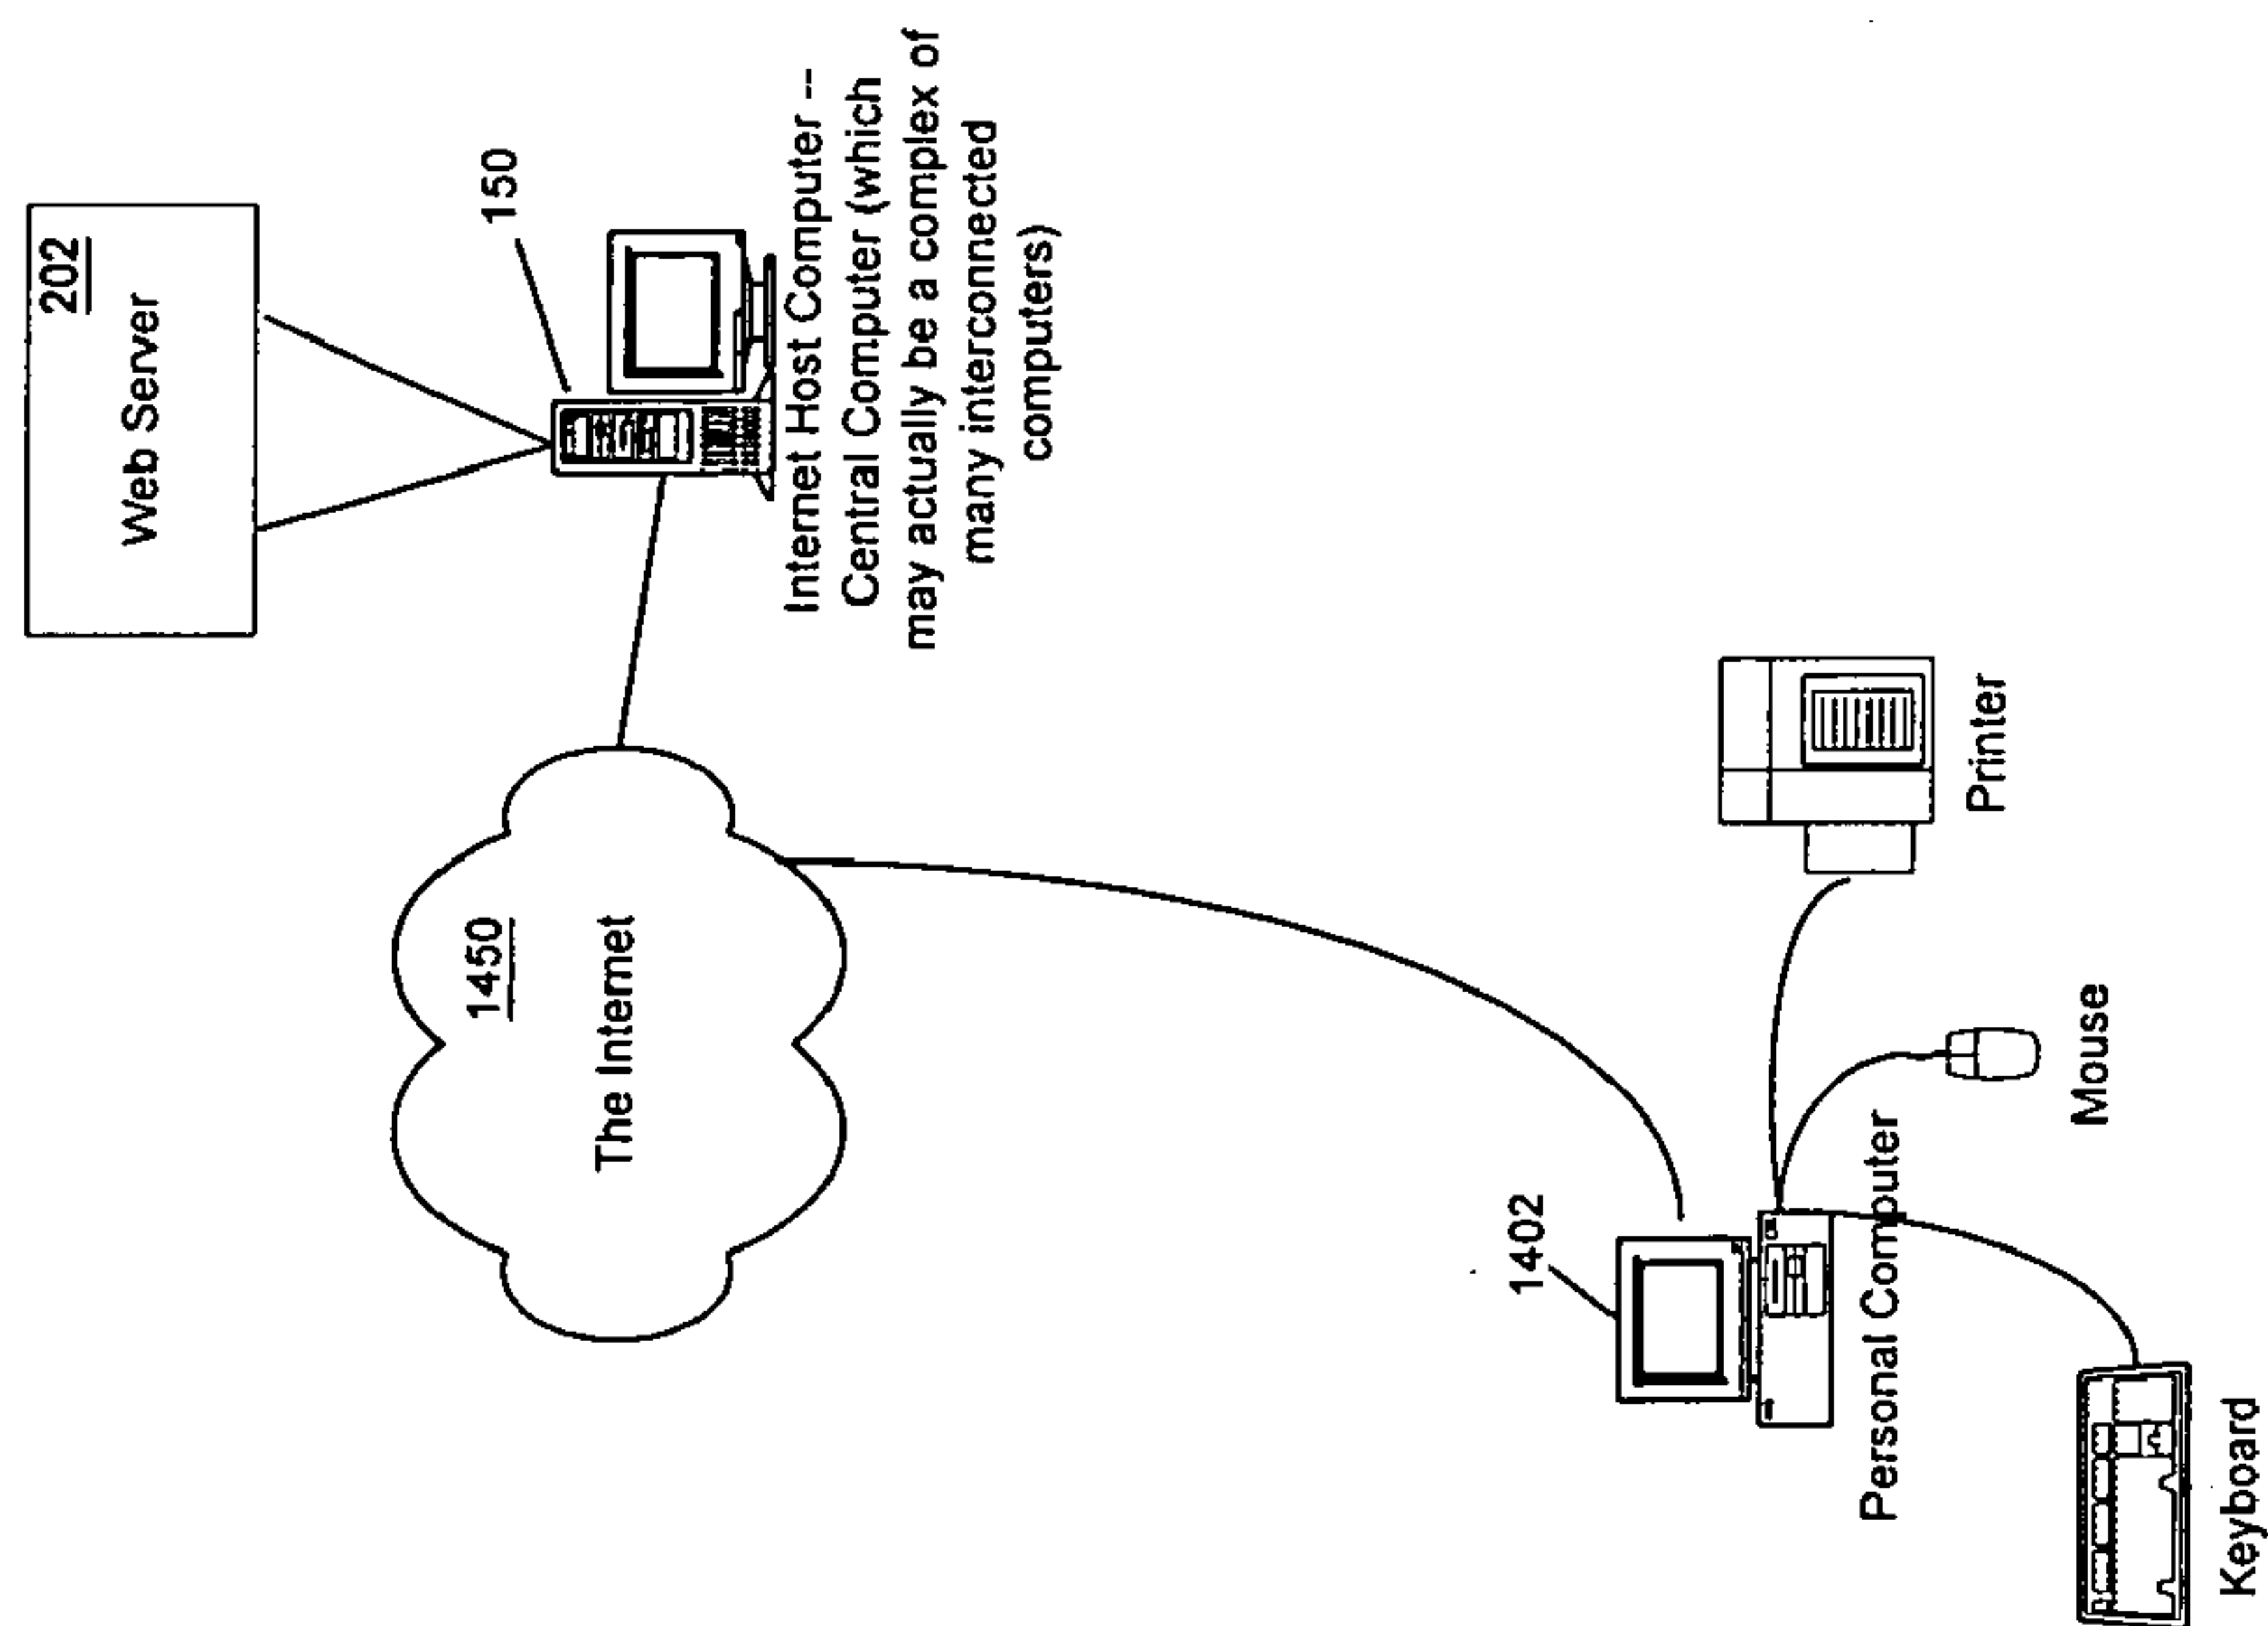 202
Web Server
150
Internet Host Computer --
Central Computer (which
may actually be a complex of
many interconnected
computers)
1450
The Internet
1402
Personal Computer
Printer
Mouse
Keyboard